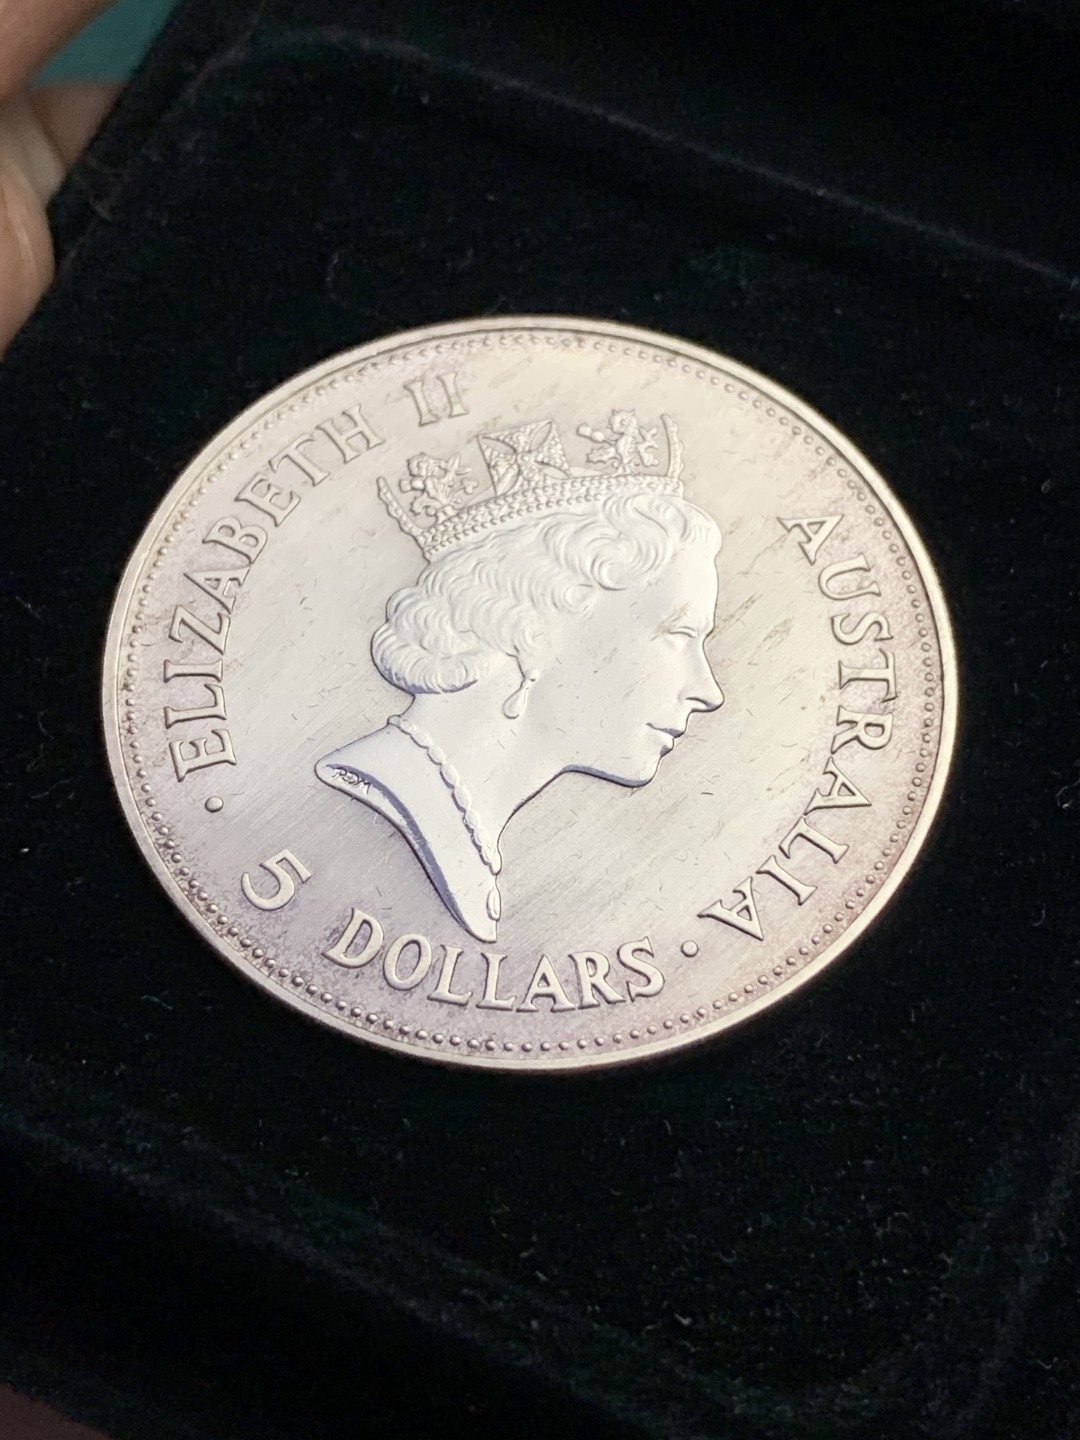 · ELIZABETH II
AUSTRALIA ·
5 DOLLARS
RDM